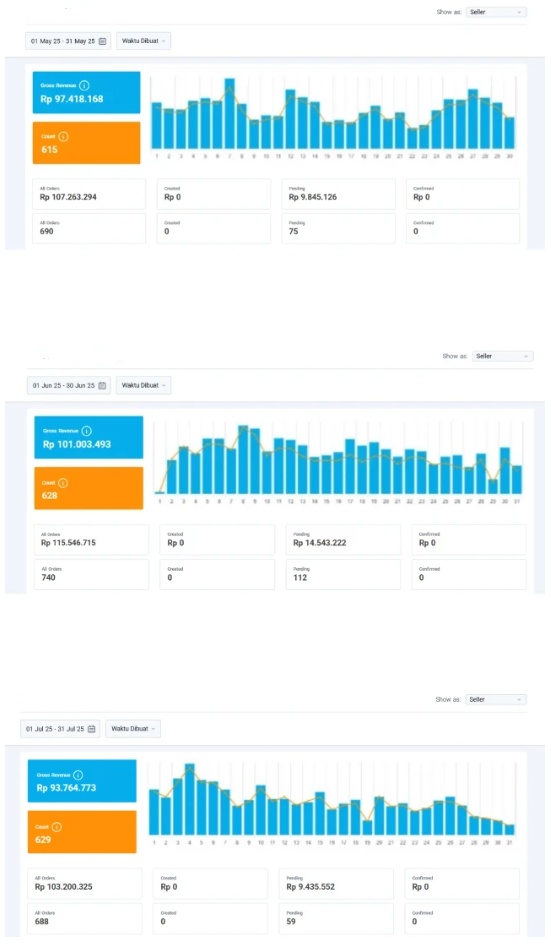 Show as: Seller
01 May 25 - 31 May 25 Waktu Dibuat
Gross Revenue
Rp 97.418.168
Count
615
1 2 3 4 5 6 7 8 9 10 11 12 13 14 15 16 17 18 19 20 21 22 23 24 25 26 27 28 29 30
All Orders Created Pending Confirmed
Rp 107.263.294 Rp 0 Rp 9.845.126 Rp 0
All Orders Created Pending Confirmed
690 0 75 0
Show as: Seller
01 Jun 25 - 30 Jun 25 Waktu Dibuat
Gross Revenue
Rp 101.003.493
Count
628
1 2 3 4 5 6 7 8 9 10 11 12 13 14 15 16 17 18 19 20 21 22 23 24 25 26 27 28 29 30 31
All Orders Created Pending Confirmed
Rp 115.546.715 Rp 0 Rp 14.543.222 Rp 0
All Orders Created Pending Confirmed
740 0 112 0
Show as: Seller
01 Jul 25 - 31 Jul 25 Waktu Dibuat
Gross Revenue
Rp 93.764.773
Count
629
1 2 3 4 5 6 7 8 9 10 11 12 13 14 15 16 17 18 19 20 21 22 23 24 25 26 27 28 29 30 31
All Orders Created Pending Confirmed
Rp 103.200.325 Rp 0 Rp 9.435.552 Rp 0
All Orders Created Pending Confirmed
688 0 59 0